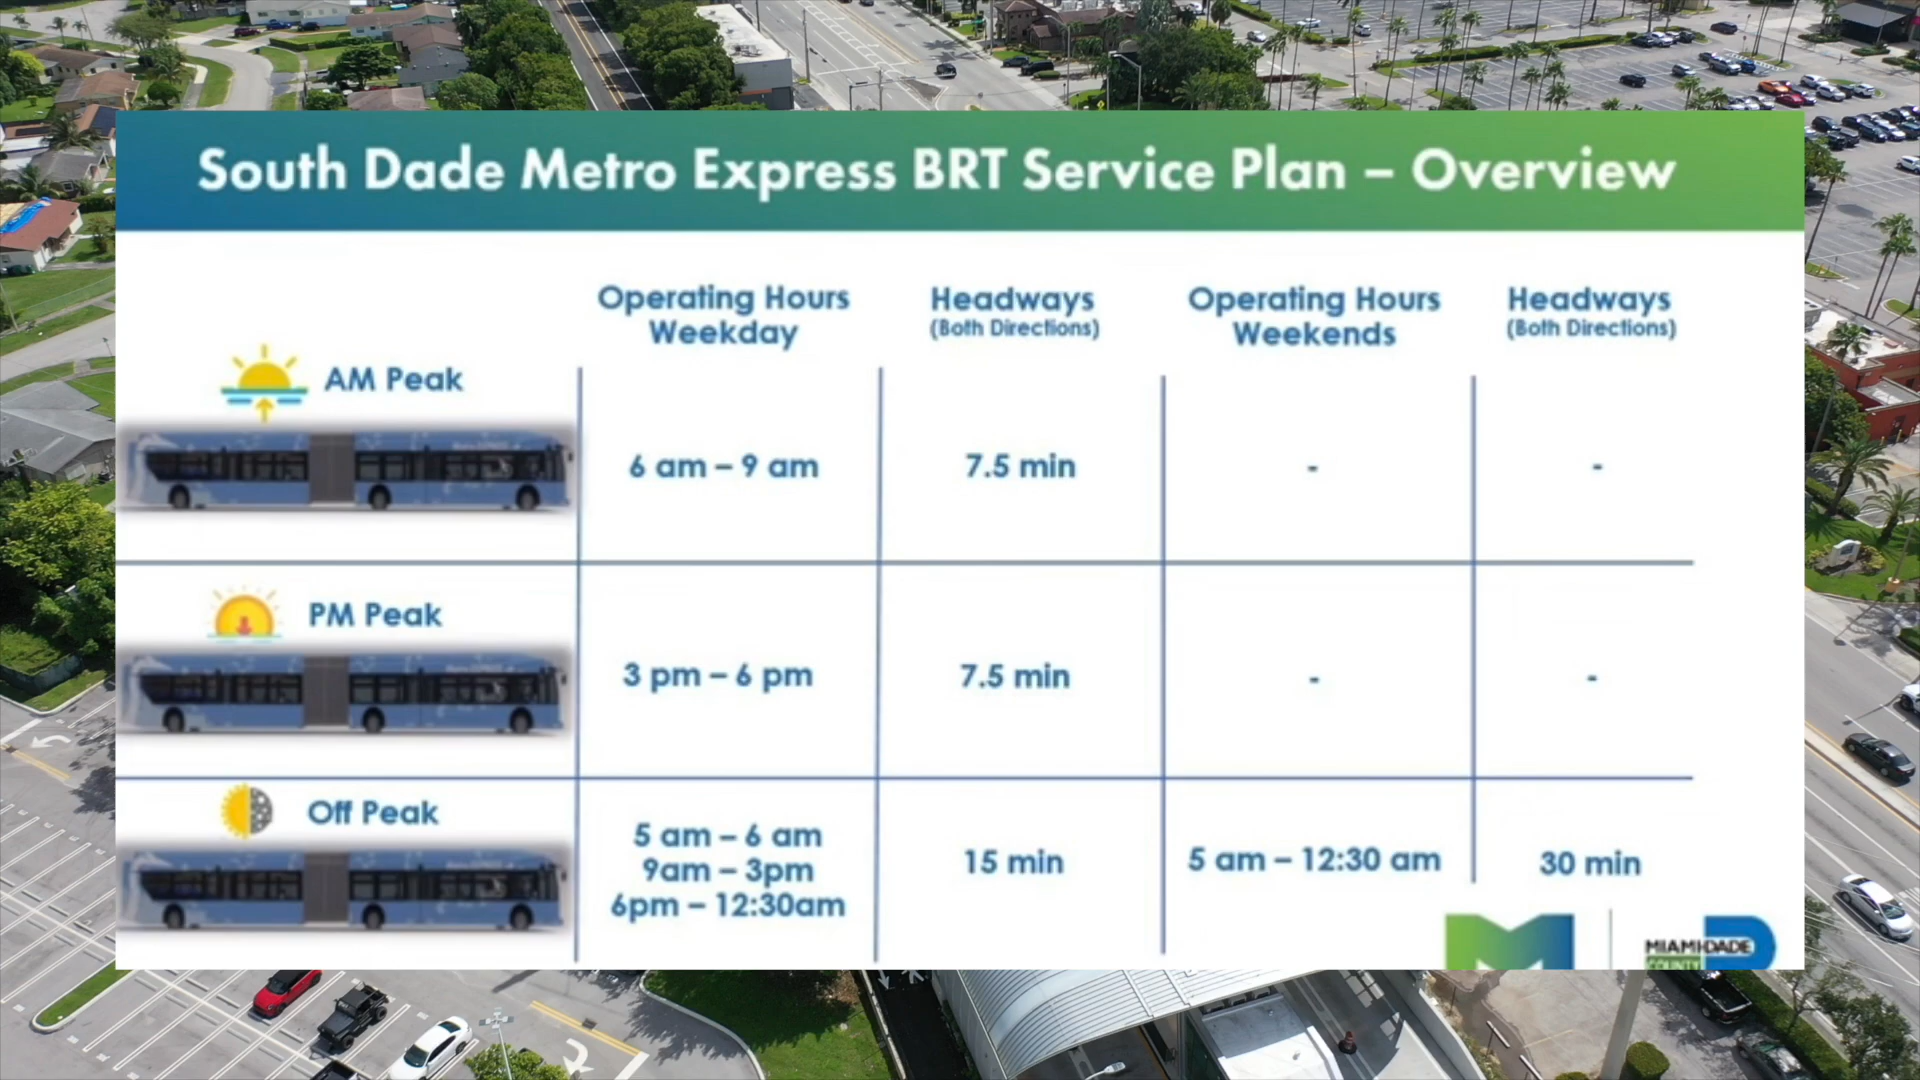 South Dade Metro Express BRT Service Plan – Overview
Operating Hours
Weekday
Headways
(Both Directions)
Operating Hours
Weekends
Headways
(Both Directions)
AM Peak
6 am – 9 am
7.5 min
-
-
PM Peak
3 pm – 6 pm
7.5 min
-
-
Off Peak
5 am – 6 am
9am – 3pm
6pm – 12:30am
15 min
5 am – 12:30 am
30 min
MIAMI-DADE
COUNTY